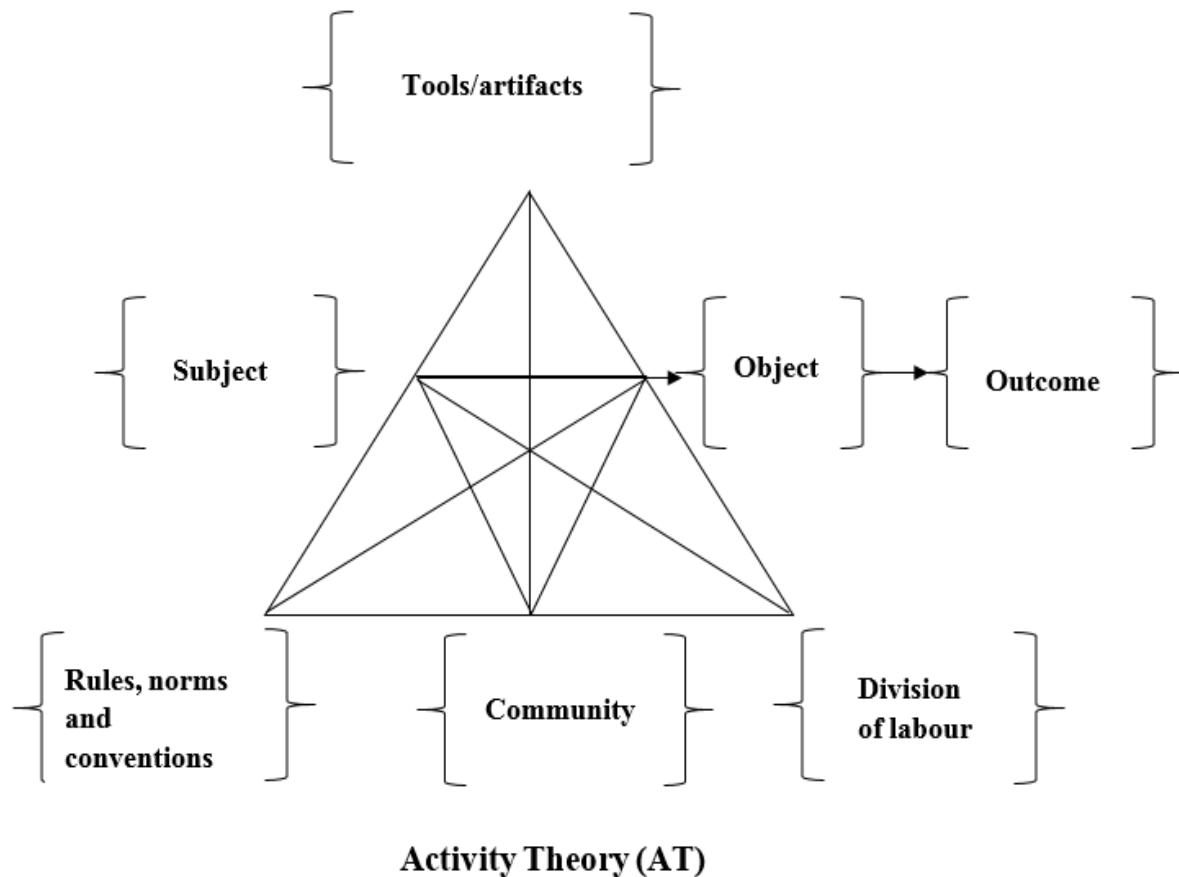 Tools/artifacts
Subject
Object
Outcome
Rules, norms
and
conventions
Community
Division
of labour
Activity Theory (AT)